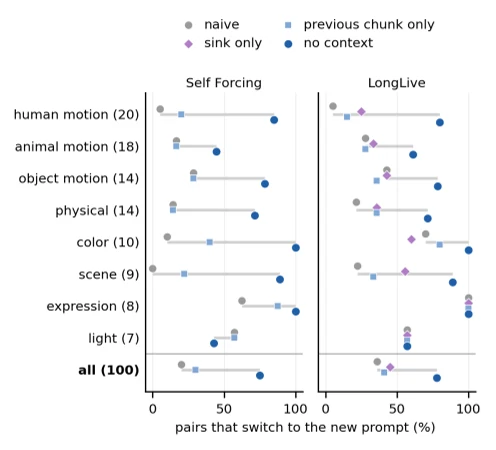 naive
previous chunk only
sink only
no context
Self Forcing
LongLive
human motion (20)
animal motion (18)
object motion (14)
physical (14)
color (10)
scene (9)
expression (8)
light (7)
all (100)
0 50 100
0 50 100
pairs that switch to the new prompt (%)